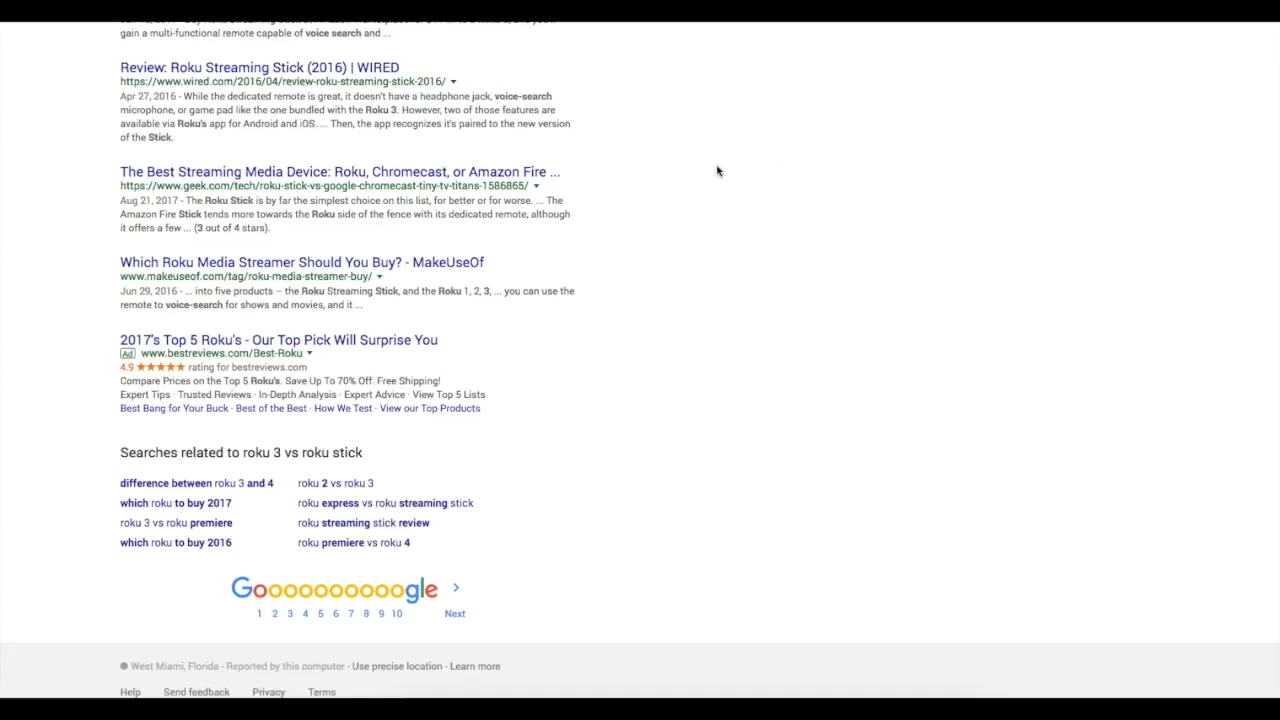 gain a multi-functional remote capable of voice search and ...
Review: Roku Streaming Stick (2016) | WIRED
https://www.wired.com/2016/04/review-roku-streaming-stick-2016/
Apr 27, 2016 - While the dedicated remote is great, it doesn't have a headphone jack, voice-search
microphone, or game pad like the one bundled with the Roku 3. However, two of those features are
available via Roku's app for Android and iOS. ... Then, the app recognizes it's paired to the new version
of the Stick.
The Best Streaming Media Device: Roku, Chromecast, or Amazon Fire ...
https://www.geek.com/tech/roku-stick-vs-google-chromecast-tiny-tv-titans-1586865/
Aug 21, 2017 - The Roku Stick is by far the simplest choice on this list, for better or for worse. ... The
Amazon Fire Stick tends more towards the Roku side of the fence with its dedicated remote, although
it offers a few ... (3 out of 4 stars).
Which Roku Media Streamer Should You Buy? - MakeUseOf
www.makeuseof.com/tag/roku-media-streamer-buy/
Jun 29, 2016 - ... into five products – the Roku Streaming Stick, and the Roku 1, 2, 3, ... you can use the
remote to voice-search for shows and movies, and it ...
2017's Top 5 Roku's - Our Top Pick Will Surprise You
Ad www.bestreviews.com/Best-Roku
4.9 ★★★★★ rating for bestreviews.com
Compare Prices on the Top 5 Roku's. Save Up To 70% Off. Free Shipping!
Expert Tips · Trusted Reviews · In-Depth Analysis · Expert Advice · View Top 5 Lists
Best Bang for Your Buck · Best of the Best · How We Test · View our Top Products
Searches related to roku 3 vs roku stick
difference between roku 3 and 4 roku 2 vs roku 3
which roku to buy 2017 roku express vs roku streaming stick
roku 3 vs roku premiere roku streaming stick review
which roku to buy 2016 roku premiere vs roku 4
Goooooooooogle >
1 2 3 4 5 6 7 8 9 10 Next
West Miami, Florida - Reported by this computer - Use precise location - Learn more
Help Send feedback Privacy Terms